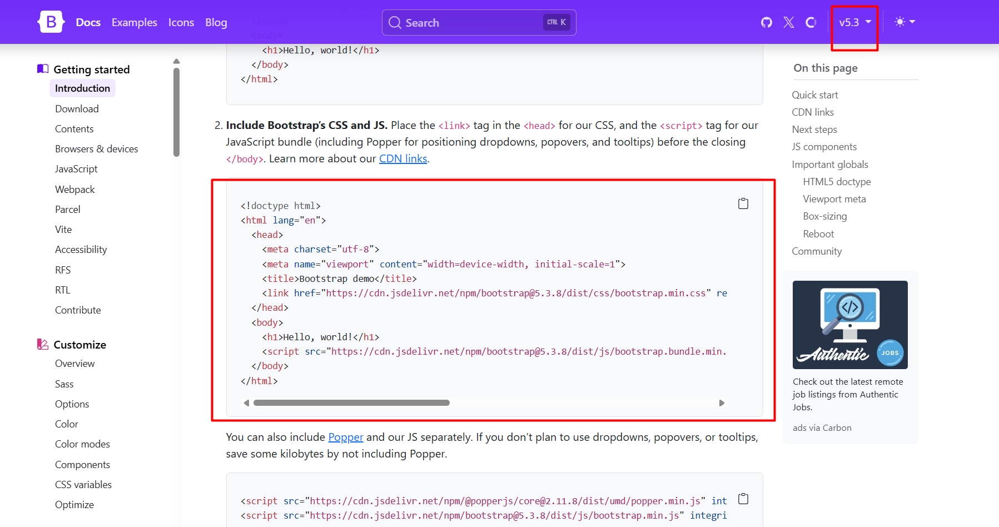 B Docs Examples Icons Blog Search CTRL K v5.3
Getting started
Introduction
Download
Contents
Browsers & devices
JavaScript
Webpack
Parcel
Vite
Accessibility
RFS
RTL
Contribute
Customize
Overview
Sass
Options
Color
Color modes
Components
CSS variables
Optimize
<body>
<h1>Hello, world!</h1>
</body>
</html>
2. Include Bootstrap’s CSS and JS. Place the <link> tag in the <head> for our CSS, and the <script> tag for our
JavaScript bundle (including Popper for positioning dropdowns, popovers, and tooltips) before the closing
</body>. Learn more about our CDN links.
<!doctype html>
<html lang="en">
<head>
<meta charset="utf-8">
<meta name="viewport" content="width=device-width, initial-scale=1">
<title>Bootstrap demo</title>
<link href="https://cdn.jsdelivr.net/npm/bootstrap@5.3.8/dist/css/bootstrap.min.css" re
</head>
<body>
<h1>Hello, world!</h1>
<script src="https://cdn.jsdelivr.net/npm/bootstrap@5.3.8/dist/js/bootstrap.bundle.min.
</body>
</html>
You can also include Popper and our JS separately. If you don’t plan to use dropdowns, popovers, or tooltips,
save some kilobytes by not including Popper.
<script src="https://cdn.jsdelivr.net/npm/@popperjs/core@2.11.8/dist/umd/popper.min.js" int
<script src="https://cdn.jsdelivr.net/npm/bootstrap@5.3.8/dist/js/bootstrap.min.js" integri
On this page
Quick start
CDN links
Next steps
JS components
Important globals
HTML5 doctype
Viewport meta
Box-sizing
Reboot
Community
</>
Authentic JOBS
Check out the latest remote
job listings from Authentic
Jobs.
ads via Carbon